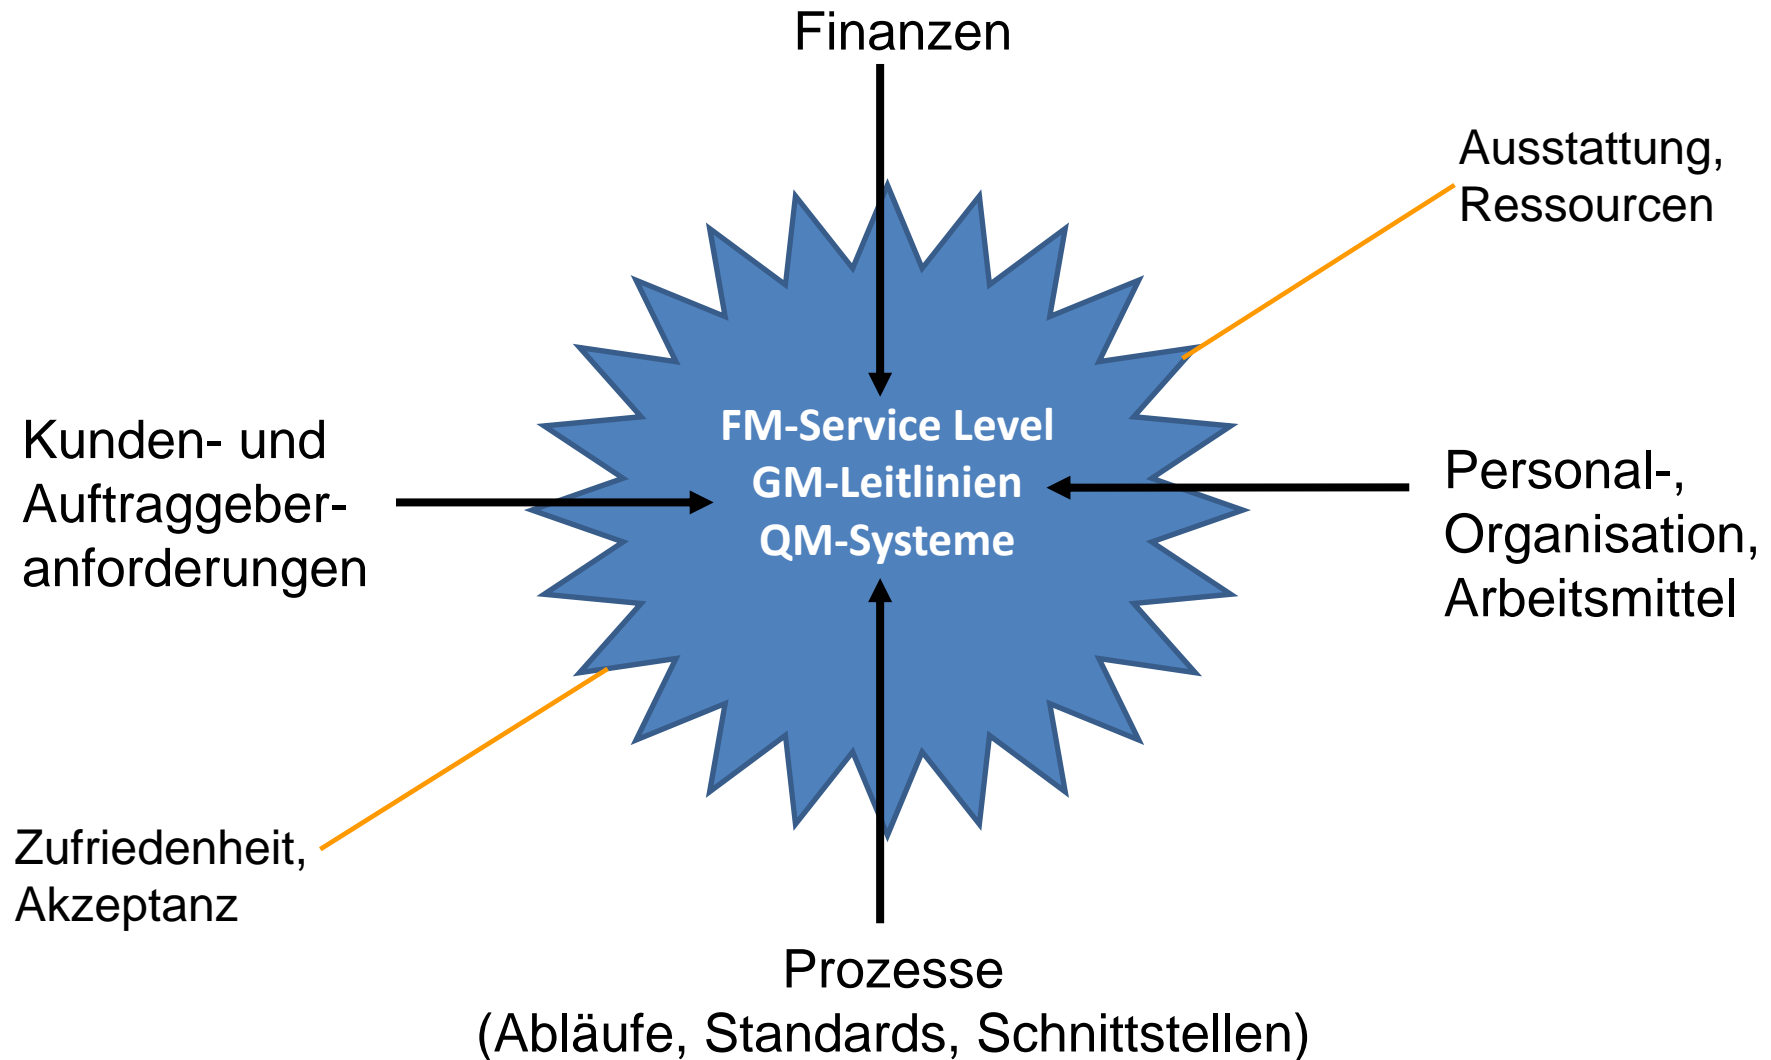 Finanzen
Ausstattung,
Ressourcen
Kunden- und
Auftraggeber-
anforderungen
FM-Service Level
GM-Leitlinien
QM-Systeme
Personal-,
Organisation,
Arbeitsmittel
Zufriedenheit,
Akzeptanz
Prozesse
(Abläufe, Standards, Schnittstellen)